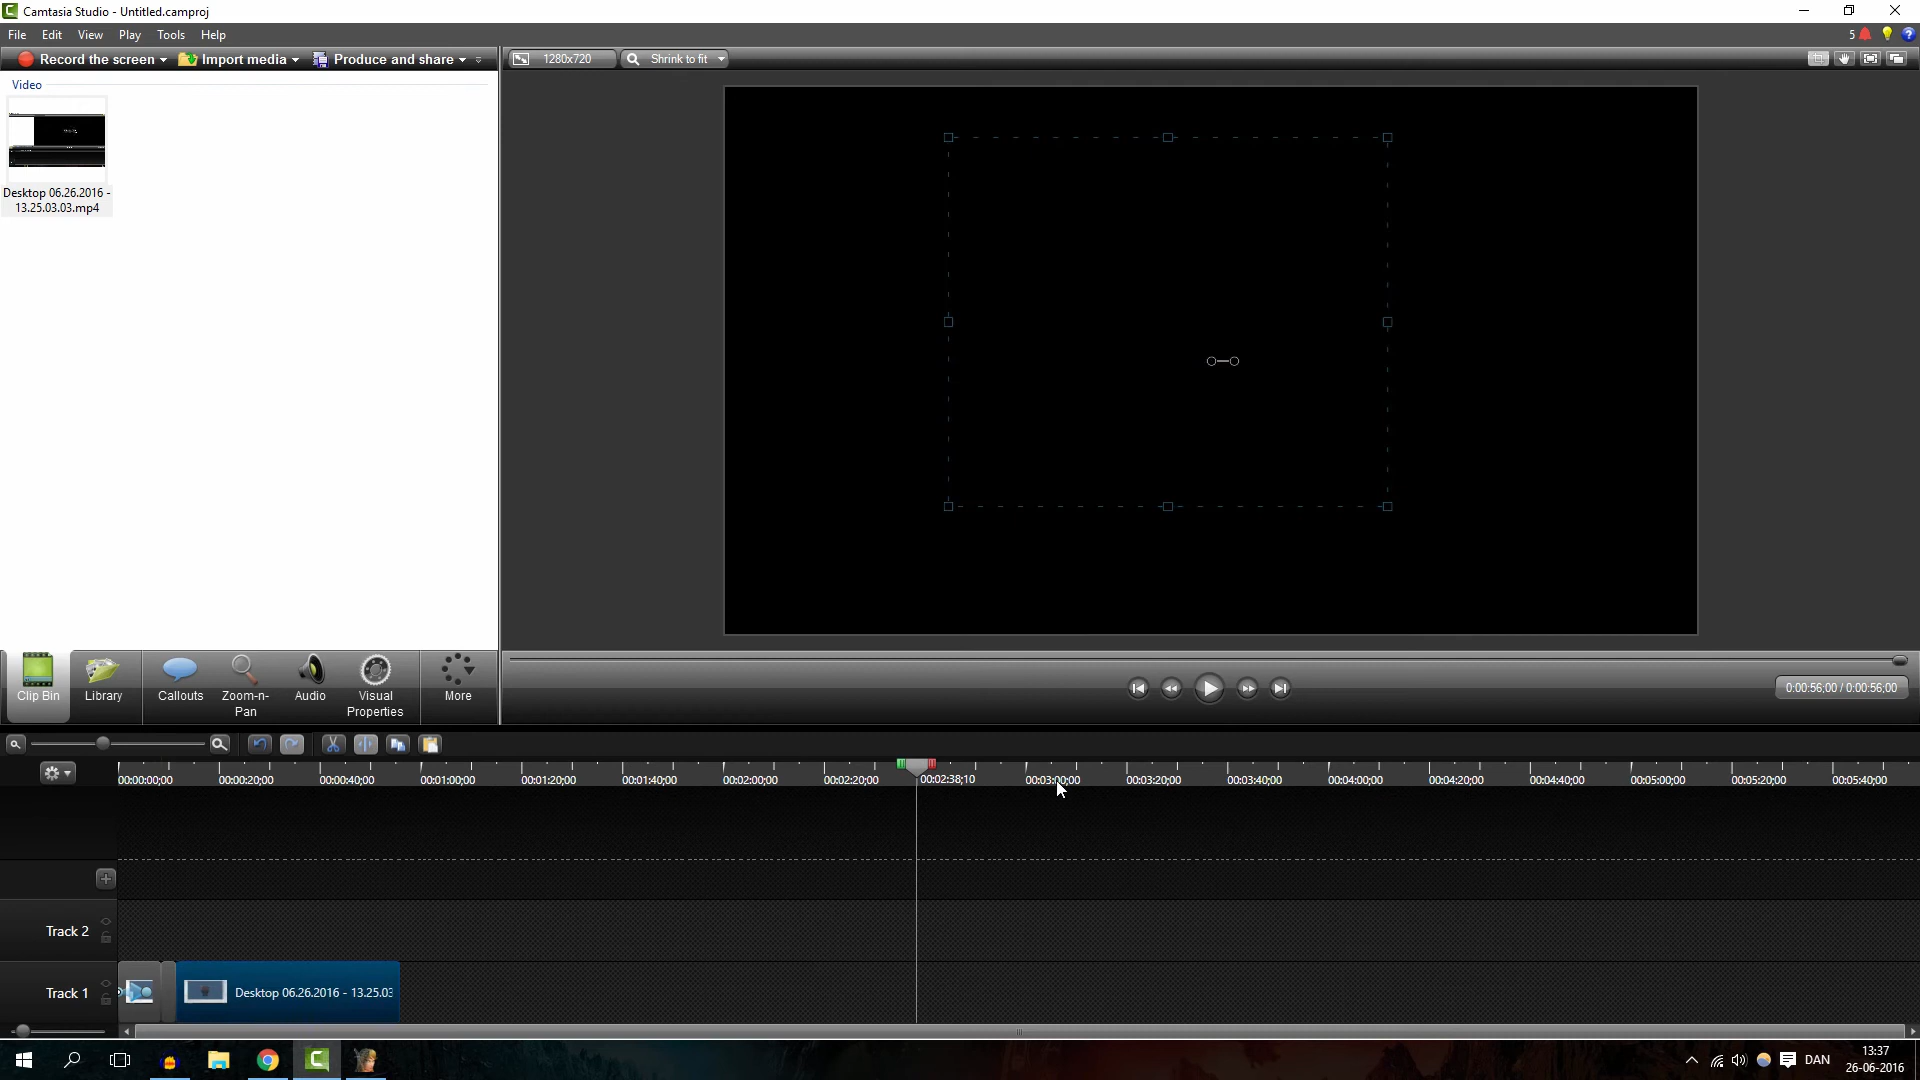 Camtasia Studio - Untitled.camproj
File Edit View Play Tools Help
5
Record the screen Import media Produce and share
1280x720 Shrink to fit
Video
Desktop 06.26.2016 -
13.25.03.03.mp4
Clip Bin Library Callouts Zoom-n-
Pan Audio Visual
Properties More
0:00:56;00 / 0:00:56;00
00:00:00;00 00:00:20;00 00:00:40;00 00:01:00;00 00:01:20;00 00:01:40;00 00:02:00;00 00:02:20;00 00:02:38;10 00:03:00;00 00:03:20;00 00:03:40;00 00:04:00;00 00:04:20;00 00:04:40;00 00:05:00;00 00:05:20;00 00:05:40;00
Track 2
Track 1 Desktop 06.26.2016 - 13.25.03
DAN
13:37
26-06-2016